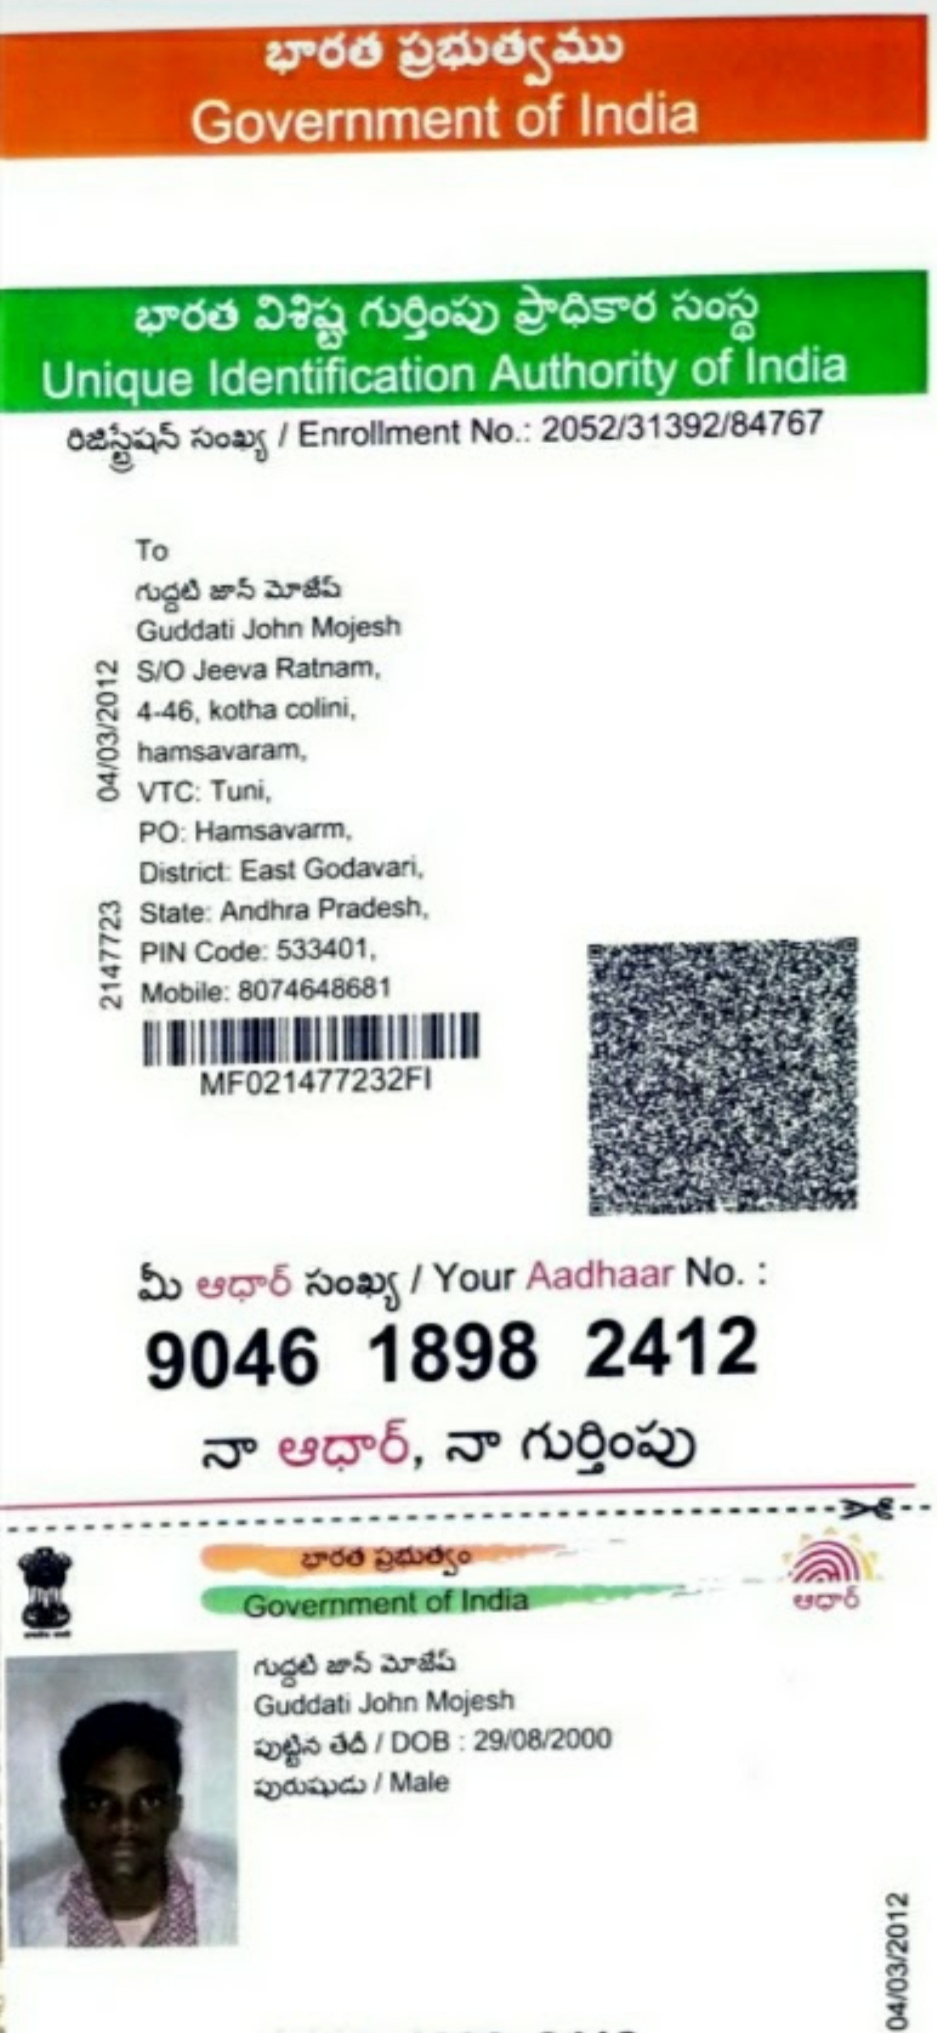 భారత ప్రభుత్వము
Government of India
భారత విశిష్ట గుర్తింపు ప్రాధికార సంస్థ
Unique Identification Authority of India
రిజిస్ట్రేషన్ సంఖ్య / Enrollment No.: 2052/31392/84767
To
గుద్దటి జాన్ మోజేష్
Guddati John Mojesh
S/O Jeeva Ratnam,
4-46, kotha colini,
hamsavaram,
VTC: Tuni,
PO: Hamsavarm,
District: East Godavari,
State: Andhra Pradesh,
PIN Code: 533401,
Mobile: 8074648681
04/03/2012
2147723
MF021477232FI
మీ ఆధార్ సంఖ్య / Your Aadhaar No. :
9046 1898 2412
నా ఆధార్, నా గుర్తింపు
భారత ప్రభుత్వం
Government of India
ఆధార్
గుద్దటి జాన్ మోజేష్
Guddati John Mojesh
పుట్టిన తేదీ / DOB : 29/08/2000
పురుషుడు / Male
04/03/2012